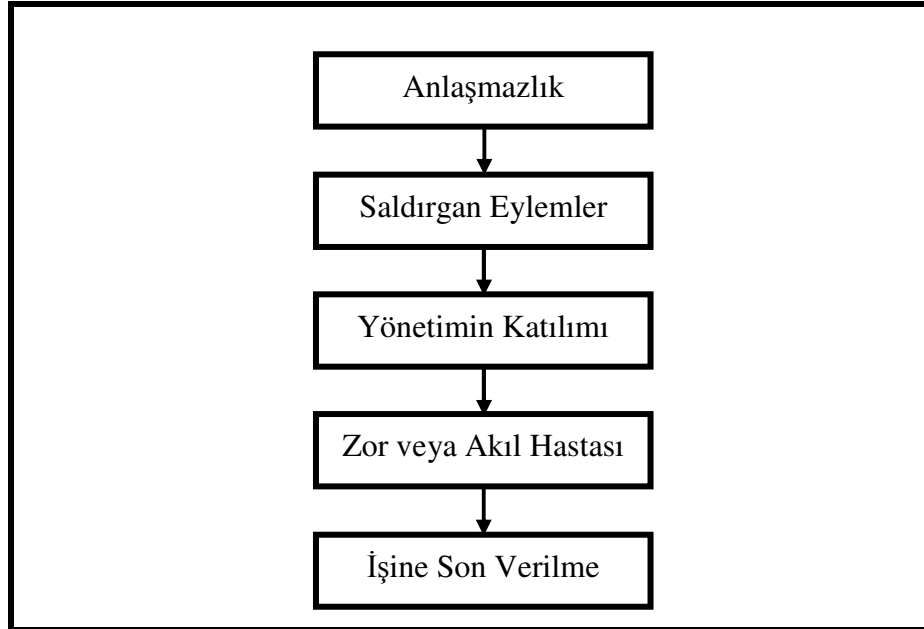 Anlaşmazlık
Saldırgan Eylemler
Yönetimin Katılımı
Zor veya Akıl Hastası
İşine Son Verilme